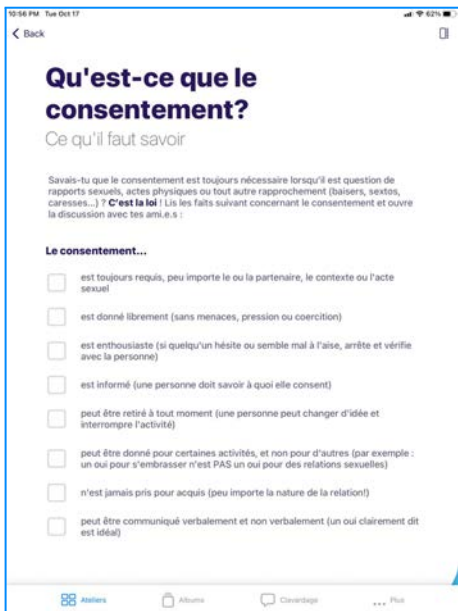 10:56 PM Tue Oct 17
62%
Back
Qu'est-ce que le
consentement?
Ce qu'il faut savoir
Savais-tu que le consentement est toujours nécessaire lorsqu'il est question de
rapports sexuels, actes physiques ou tout autre rapprochement (baisers, sextos,
caresses...) ? C'est la loi ! Lis les faits suivant concernant le consentement et ouvre
la discussion avec tes ami.e.s :
Le consentement...
est toujours requis, peu importe le ou la partenaire, le contexte ou l'acte
sexuel
est donné librement (sans menaces, pression ou coercition)
est enthousiaste (si quelqu'un hésite ou semble mal à l'aise, arrête et vérifie
avec la personne)
est informé (une personne doit savoir à quoi elle consent)
peut être retiré à tout moment (une personne peut changer d'idée et
interrompre l'activité)
peut être donné pour certaines activités, et non pour d'autres (par exemple :
un oui pour s'embrasser n'est PAS un oui pour des relations sexuelles)
n'est jamais pris pour acquis (peu importe la nature de la relation!)
peut être communiqué verbalement et non verbalement (un oui clairement dit
est idéal)
Ateliers Albums Clavardage Plus